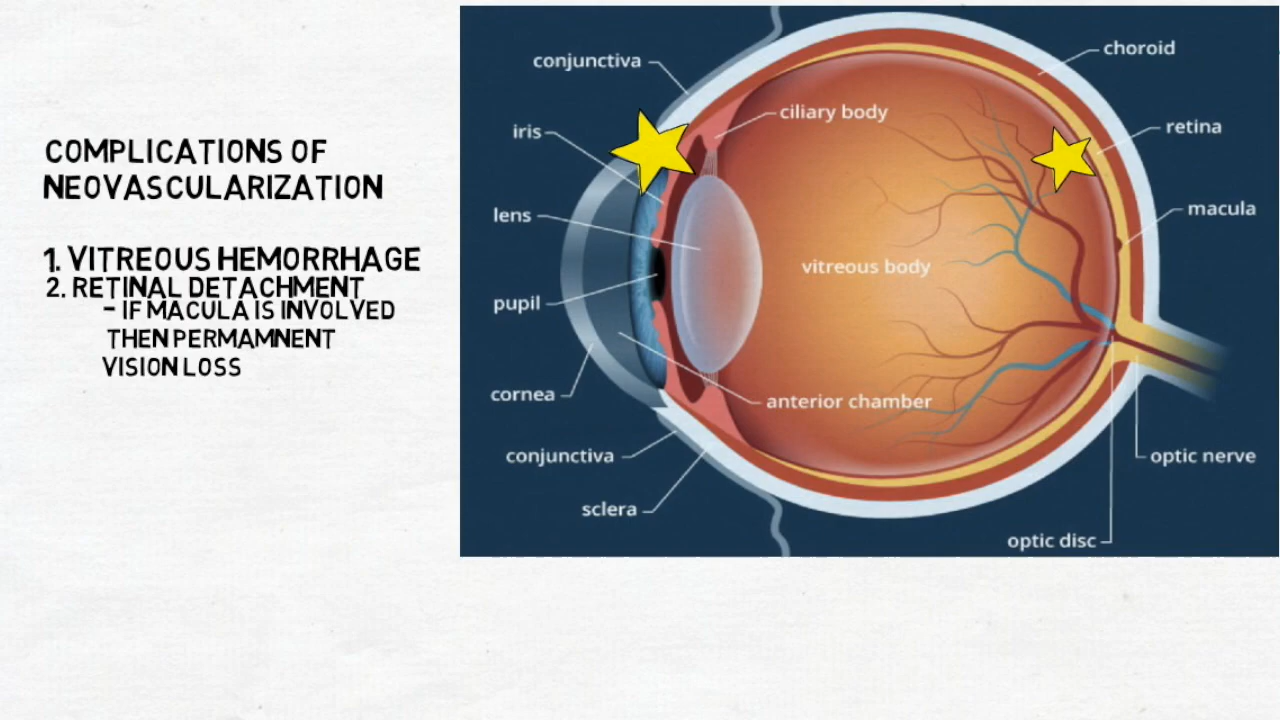 COMPLICATIONS OF
NEOVASCULARIZATION
1. VITREOUS HEMORRHAGE
2. RETINAL DETACHMENT
- IF MACULA IS INVOLVED
THEN PERMAMNENT
VISION LOSS
conjunctiva
choroid
iris
ciliary body
retina
lens
macula
vitreous body
pupil
cornea
anterior chamber
conjunctiva
optic nerve
sclera
optic disc